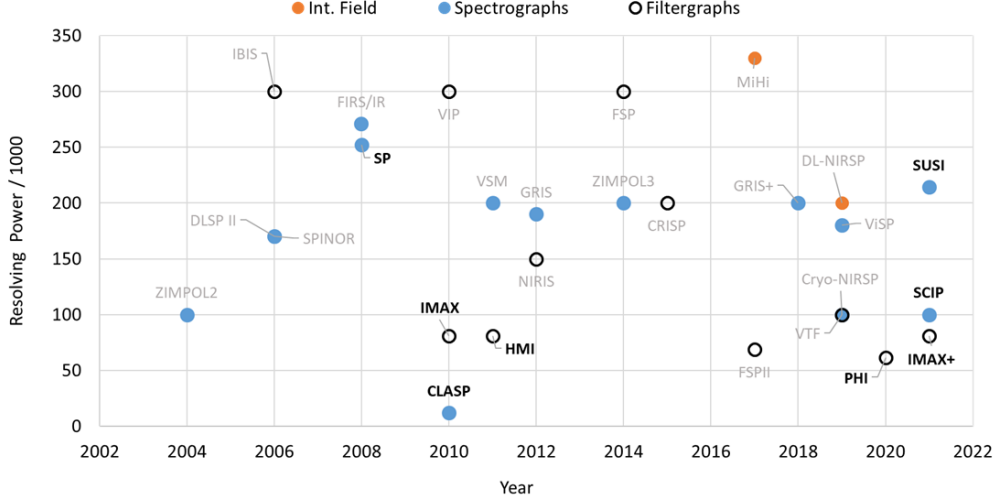 Int. Field
Spectrographs
Filtergraphs
Resolving Power / 1000
350
300
250
200
150
100
50
0
IBIS
FIRS/IR
SP
VIP
FSP
MiHi
DLSP II
SPINOR
VSM
GRIS
ZIMPOL3
CRISP
GRIS+
DL-NIRSP
ViSP
SUSI
ZIMPOL2
NIRIS
IMAX
HMI
CLASP
Cryo-NIRSP
VTF
SCIP
FSPII
PHI
IMAX+
2002
2004
2006
2008
2010
2012
2014
2016
2018
2020
2022
Year